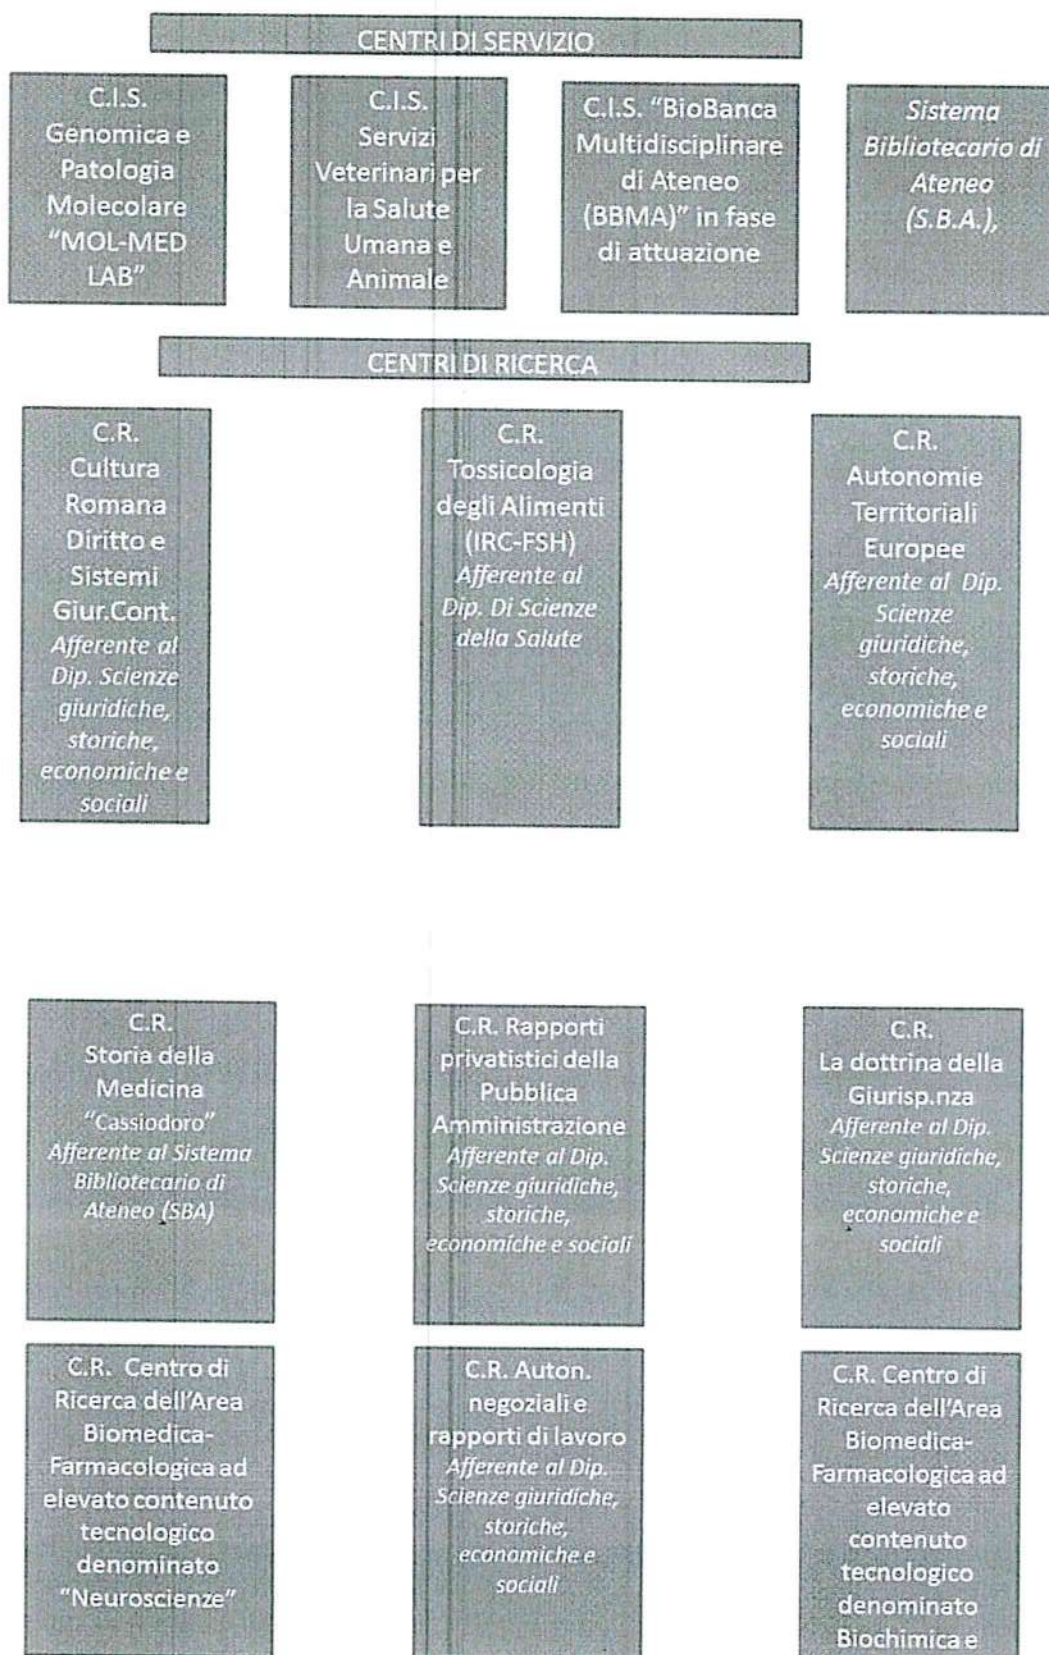 CENTRI DI SERVIZIO
C.I.S.
Genomica e
Patologia
Molecolare
“MOL-MED
LAB”
C.I.S.
Servizi
Veterinari per
la Salute
Umana e
Animale
C.I.S. “BioBanca
Multidisciplinare
di Ateneo
(BBMA)” in fase
di attuazione
Sistema
Bibliotecario di
Ateneo
(S.B.A.),
CENTRI DI RICERCA
C.R.
Cultura
Romana
Diritto e
Sistemi
Giur.Cont.
Afferente al
Dip. Scienze
giuridiche,
storiche,
economiche e
sociali
C.R.
Tossicologia
degli Alimenti
(IRC-FSH)
Afferente al
Dip. Di Scienze
della Salute
C.R.
Autonomie
Territoriali
Europee
Afferente al Dip.
Scienze
giuridiche,
storiche,
economiche e
sociali
C.R.
Storia della
Medicina
“Cassiodoro”
Afferente al Sistema
Bibliotecario di
Ateneo (SBA)
C.R. Rapporti
privatistici della
Pubblica
Amministrazione
Afferente al Dip.
Scienze giuridiche,
storiche,
economiche e sociali
C.R.
La dottrina della
Giurisp.nza
Afferente al Dip.
Scienze giuridiche,
storiche,
economiche e
sociali
C.R. Centro di
Ricerca dell’Area
Biomedica-
Farmacologica ad
elevato contenuto
tecnologico
denominato
“Neuroscienze”
C.R. Auton.
negoziali e
rapporti di lavoro
Afferente al Dip.
Scienze giuridiche,
storiche,
economiche e
sociali
C.R. Centro di
Ricerca dell’Area
Biomedica-
Farmacologica ad
elevato
contenuto
tecnologico
denominato
Biochimica e